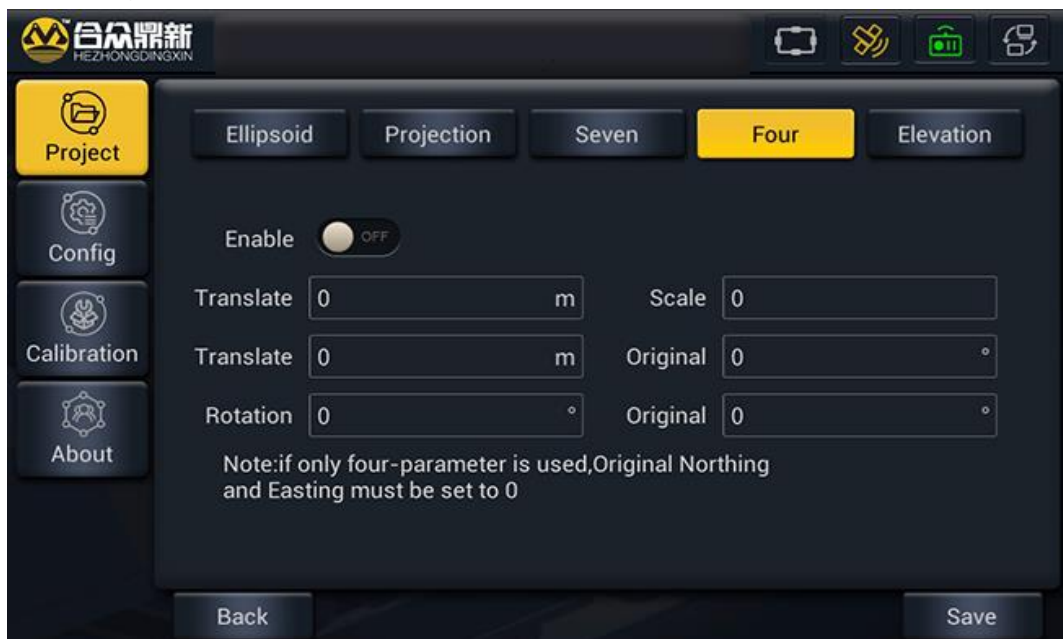 合众鼎新™
HEZHONGDINGXIN
Project
Config
Calibration
About
Ellipsoid Projection Seven Four Elevation
Enable OFF
Translate 0 m Scale 0
Translate 0 m Original 0 °
Rotation 0 ° Original 0 °
Note:if only four-parameter is used,Original Northing
and Easting must be set to 0
Back Save